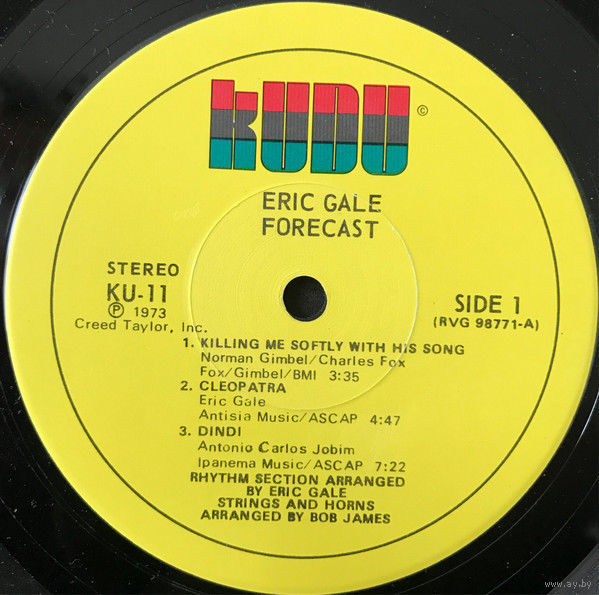 KUDU ©
ERIC GALE
FORECAST
STEREO
KU-11
Ⓟ 1973
Creed Taylor, Inc.
SIDE 1
(RVG 98771-A)
1. KILLING ME SOFTLY WITH HIS SONG
Norman Gimbel/Charles Fox
Fox/Gimbel/BMI 3:35
2. CLEOPATRA
Eric Gale
Antisia Music/ASCAP 4:47
3. DINDI
Antonio Carlos Jobim
Ipanema Music/ASCAP 7:22
RHYTHM SECTION ARRANGED
BY ERIC GALE
STRINGS AND HORNS
ARRANGED BY BOB JAMES
www.ay.by